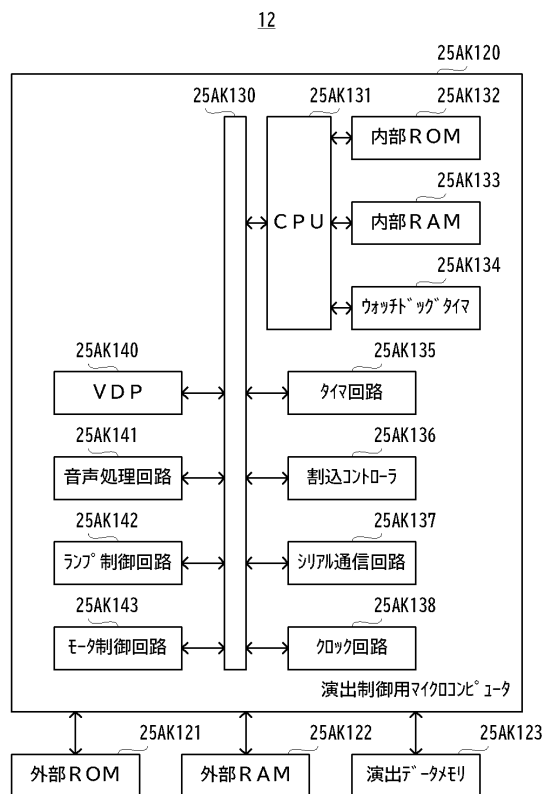 12
25AK120
25AK130
25AK131
25AK132
CPU
内部ROM
25AK133
内部RAM
25AK134
ウォッチドッグタイマ
25AK140
VDP
25AK135
タイマ回路
25AK141
音声処理回路
25AK136
割込コントローラ
25AK142
ランプ制御回路
25AK137
シリアル通信回路
25AK143
モータ制御回路
25AK138
クロック回路
演出制御用マイクロコンピュータ
25AK121
外部ROM
25AK122
外部RAM
25AK123
演出データメモリ